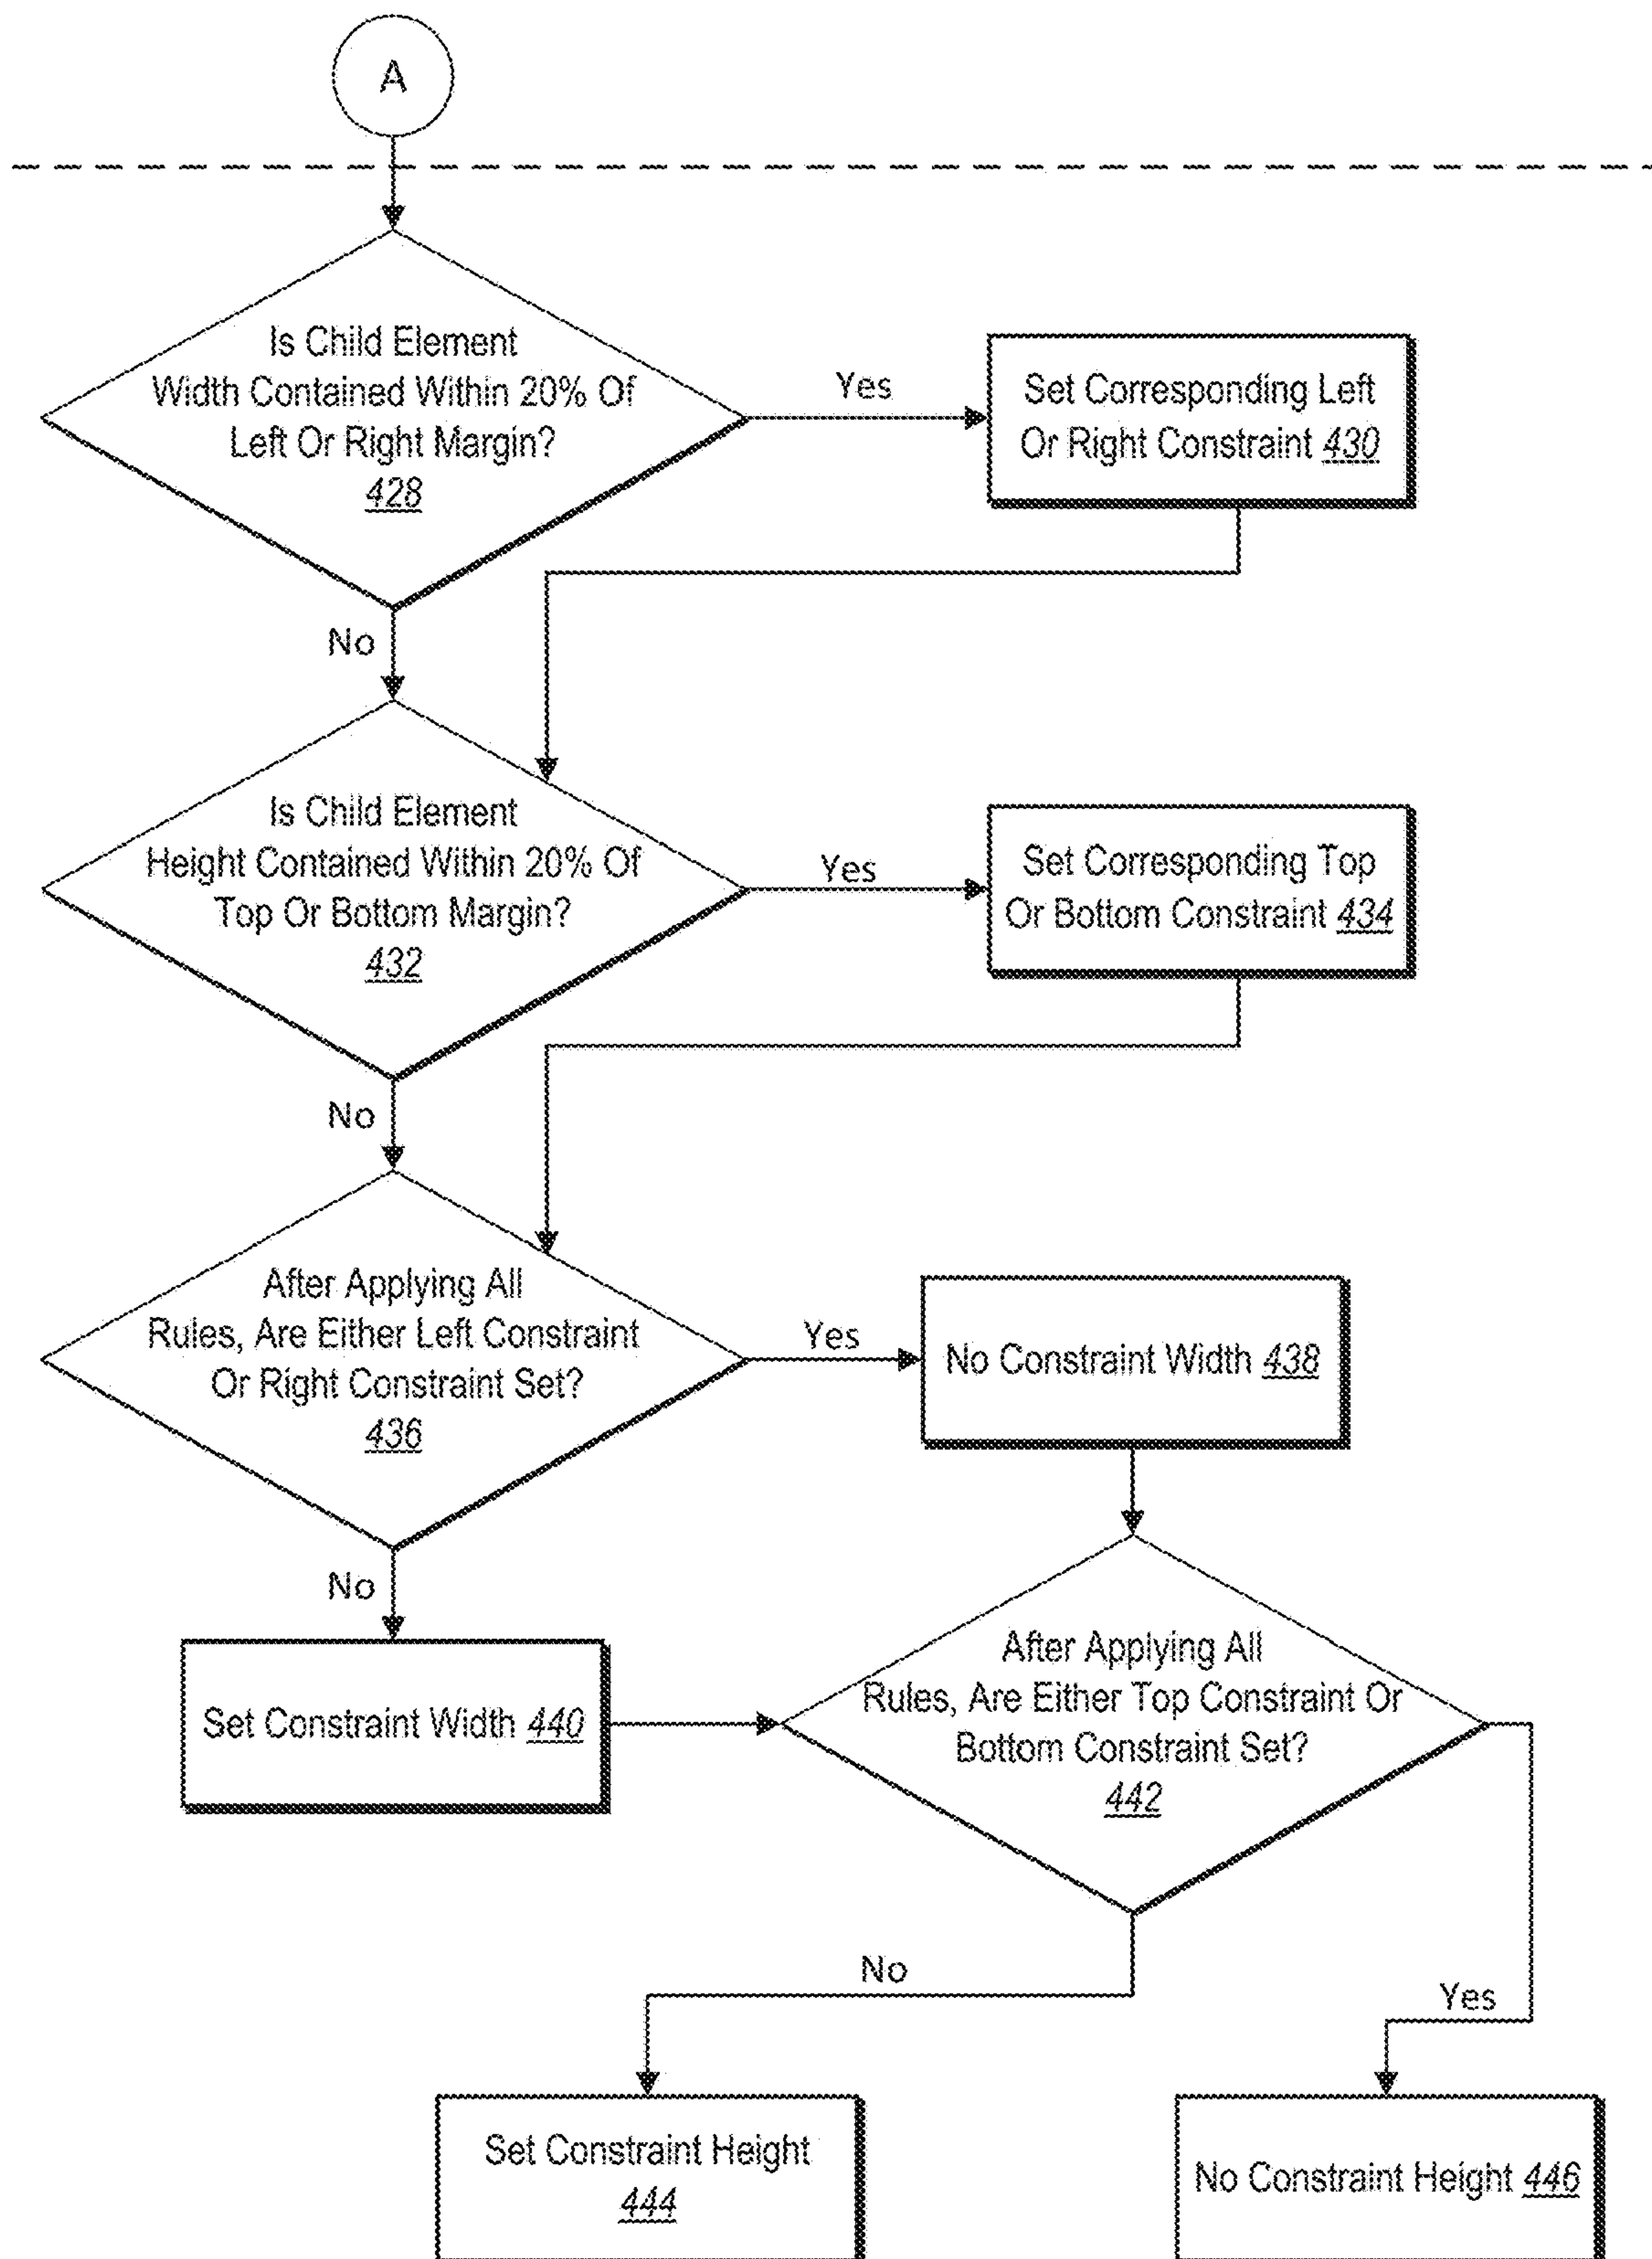 A
Is Child Element
Width Contained Within 20% Of
Left Or Right Margin?
428
Yes
Set Corresponding Left
Or Right Constraint 430
No
Is Child Element
Height Contained Within 20% Of
Top Or Bottom Margin?
432
Yes
Set Corresponding Top
Or Bottom Constraint 434
No
After Applying All
Rules, Are Either Left Constraint
Or Right Constraint Set?
436
Yes
No Constraint Width 438
No
Set Constraint Width 440
After Applying All
Rules, Are Either Top Constraint Or
Bottom Constraint Set?
442
No
Yes
Set Constraint Height
444
No Constraint Height 446